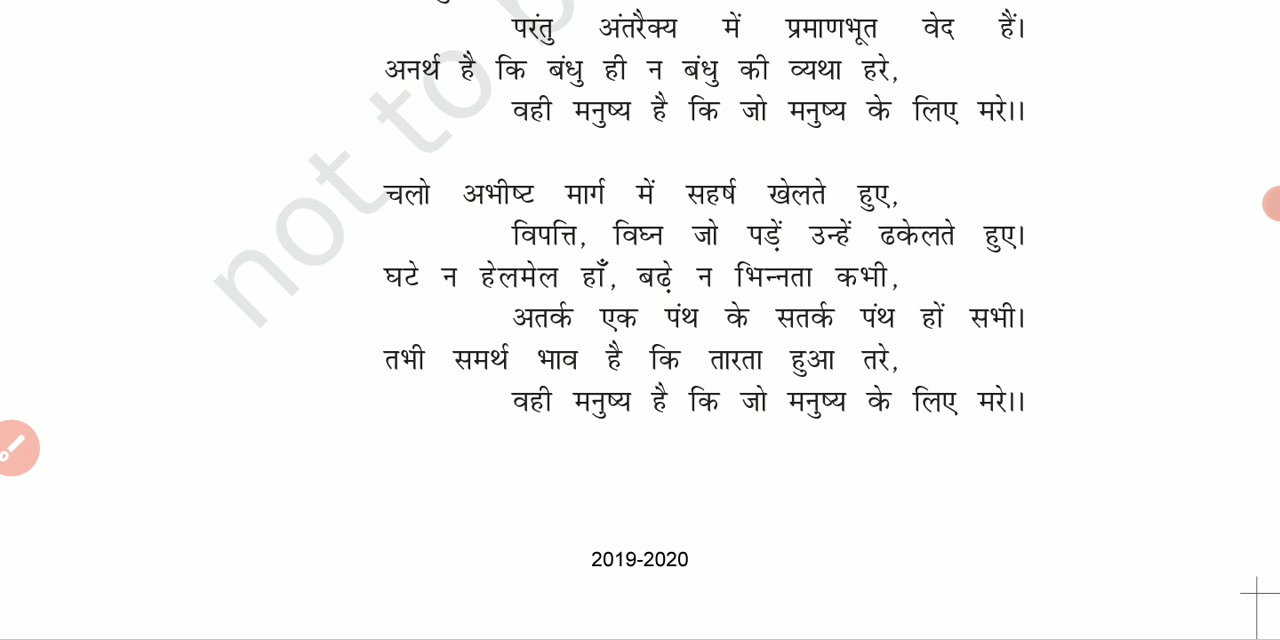 परंतु अंतरैक्य में प्रमाणभूत वेद हैं।
अनर्थ है कि बंधु ही न बंधु की व्यथा हरे,
वही मनुष्य है कि जो मनुष्य के लिए मरे।।
चलो अभीष्ट मार्ग में सहर्ष खेलते हुए,
विपत्ति, विघ्न जो पड़ें उन्हें ढकेलते हुए।
घटे न हेलमेल हाँ, बढ़े न भिन्नता कभी,
अतर्क एक पंथ के सतर्क पंथ हों सभी।
तभी समर्थ भाव है कि तारता हुआ तरे,
वही मनुष्य है कि जो मनुष्य के लिए मरे।।
not to b
2019-2020